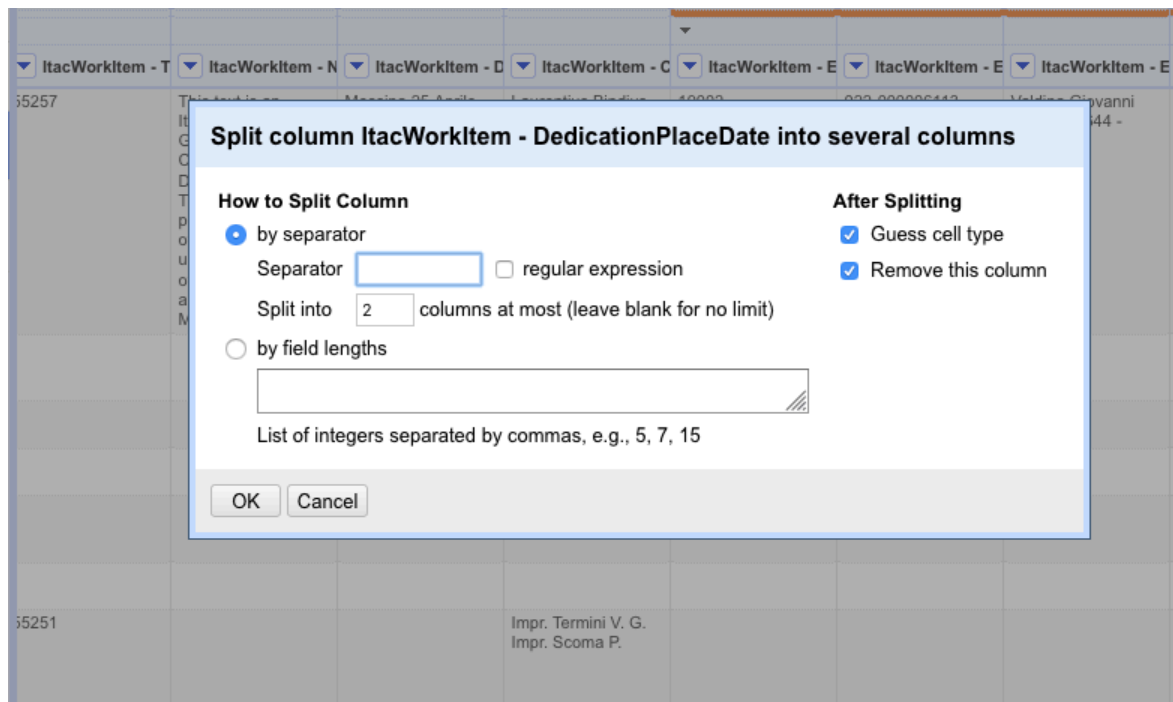 ItacWorkItem - T ItacWorkItem - N ItacWorkItem - D ItacWorkItem - C ItacWorkItem - E ItacWorkItem - E ItacWorkItem - E
55257
Split column ItacWorkItem - DedicationPlaceDate into several columns
How to Split Column
After Splitting
by separator
Guess cell type
Separator
regular expression
Remove this column
Split into 2 columns at most (leave blank for no limit)
by field lengths
List of integers separated by commas, e.g., 5, 7, 15
OK Cancel
55251
Impr. Termini V. G.
Impr. Scoma P.